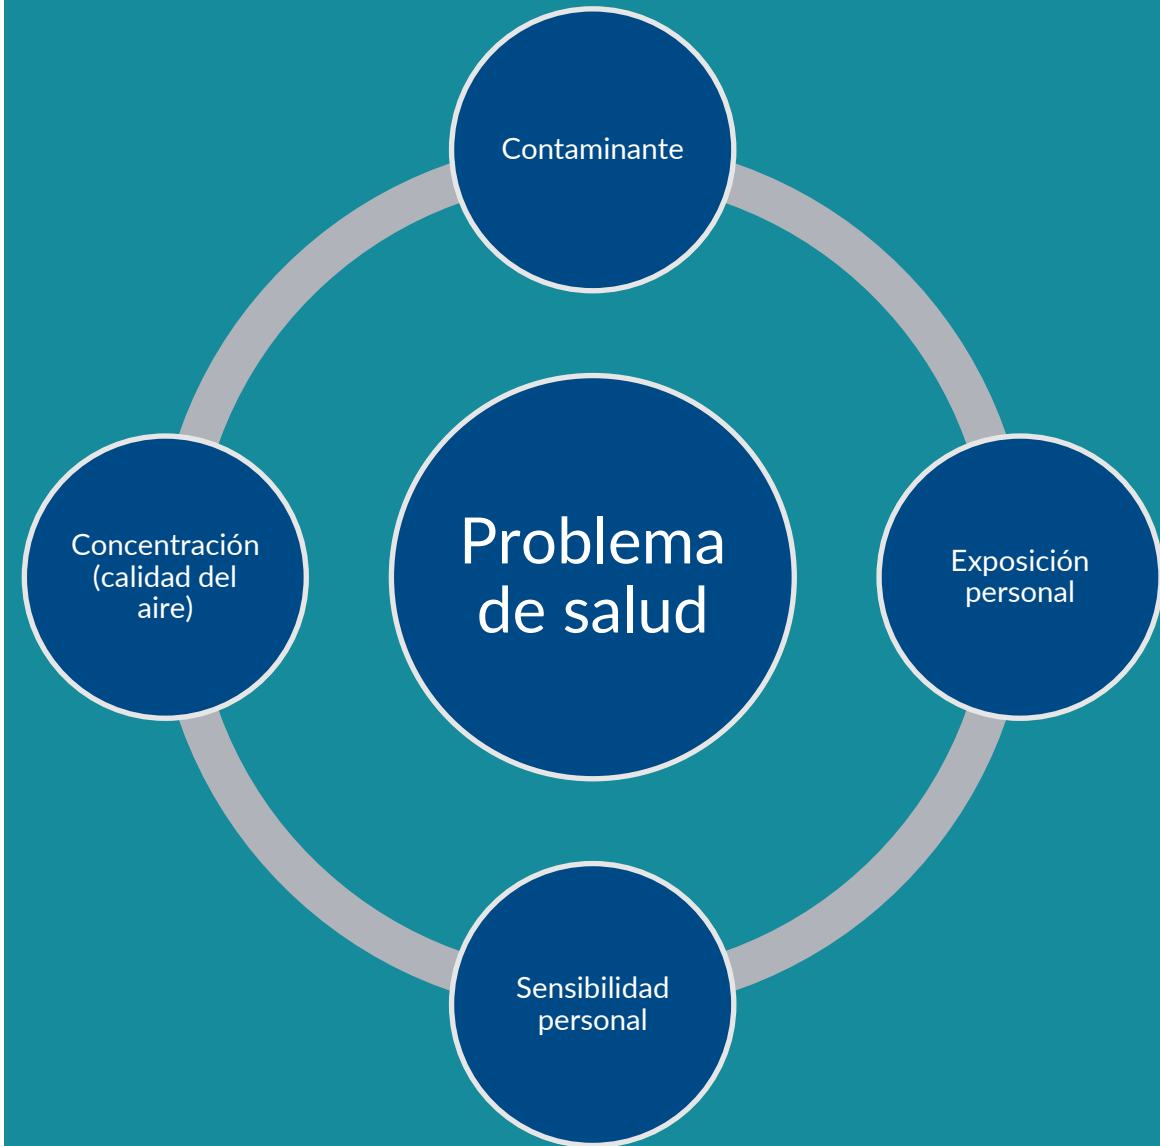 Contaminante
Concentración
(calidad del
aire)
Problema
de salud
Exposición
personal
Sensibilidad
personal